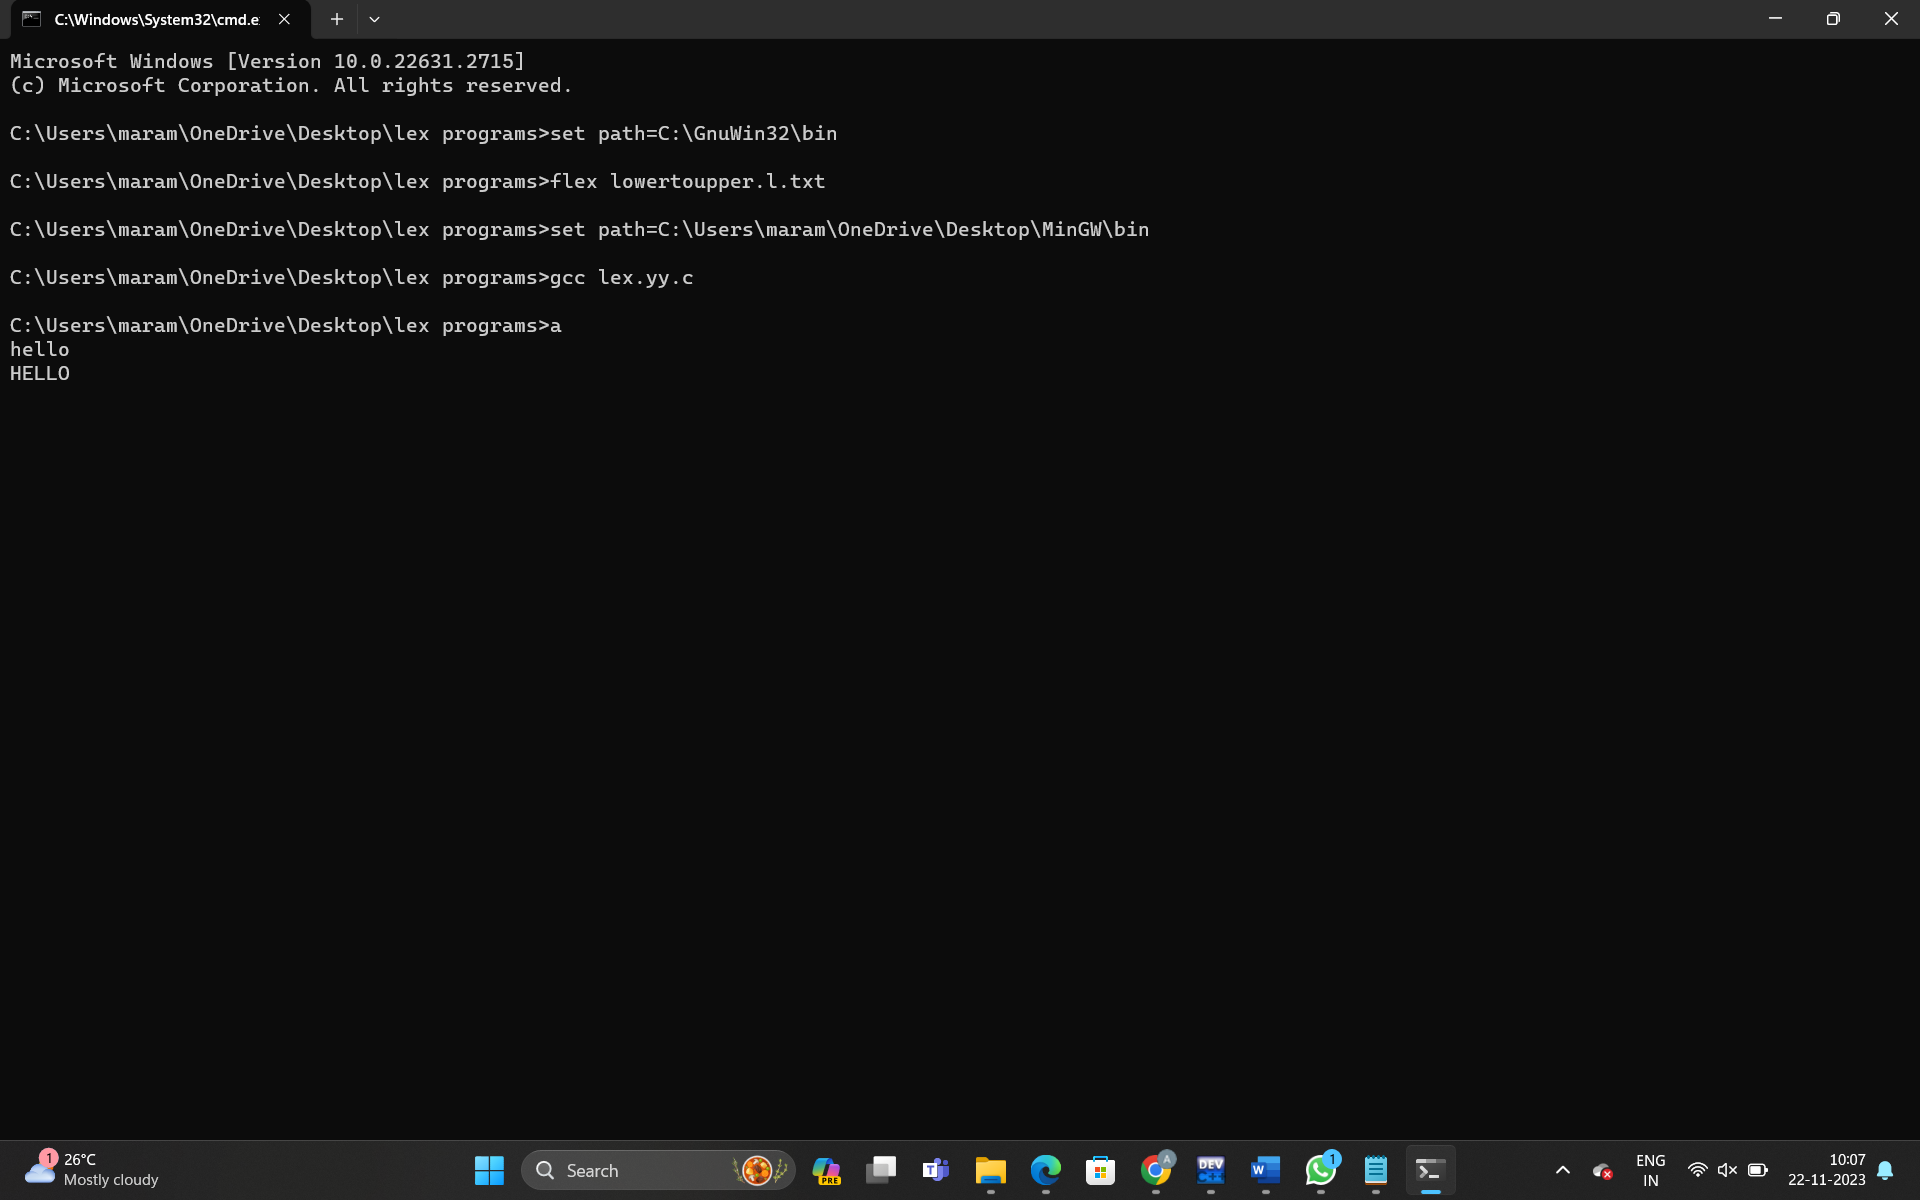 C:\Windows\System32\cmd.e
Microsoft Windows [Version 10.0.22631.2715]
(c) Microsoft Corporation. All rights reserved.
C:\Users\maram\OneDrive\Desktop\lex programs>set path=C:\GnuWin32\bin
C:\Users\maram\OneDrive\Desktop\lex programs>flex lowertoupper.l.txt
C:\Users\maram\OneDrive\Desktop\lex programs>set path=C:\Users\maram\OneDrive\Desktop\MinGW\bin
C:\Users\maram\OneDrive\Desktop\lex programs>gcc lex.yy.c
C:\Users\maram\OneDrive\Desktop\lex programs>a
hello
HELLO
1
26°C
Mostly cloudy
Search
PRE
T
A
DEV
C++
W
1
ENG
IN
10:07
22-11-2023